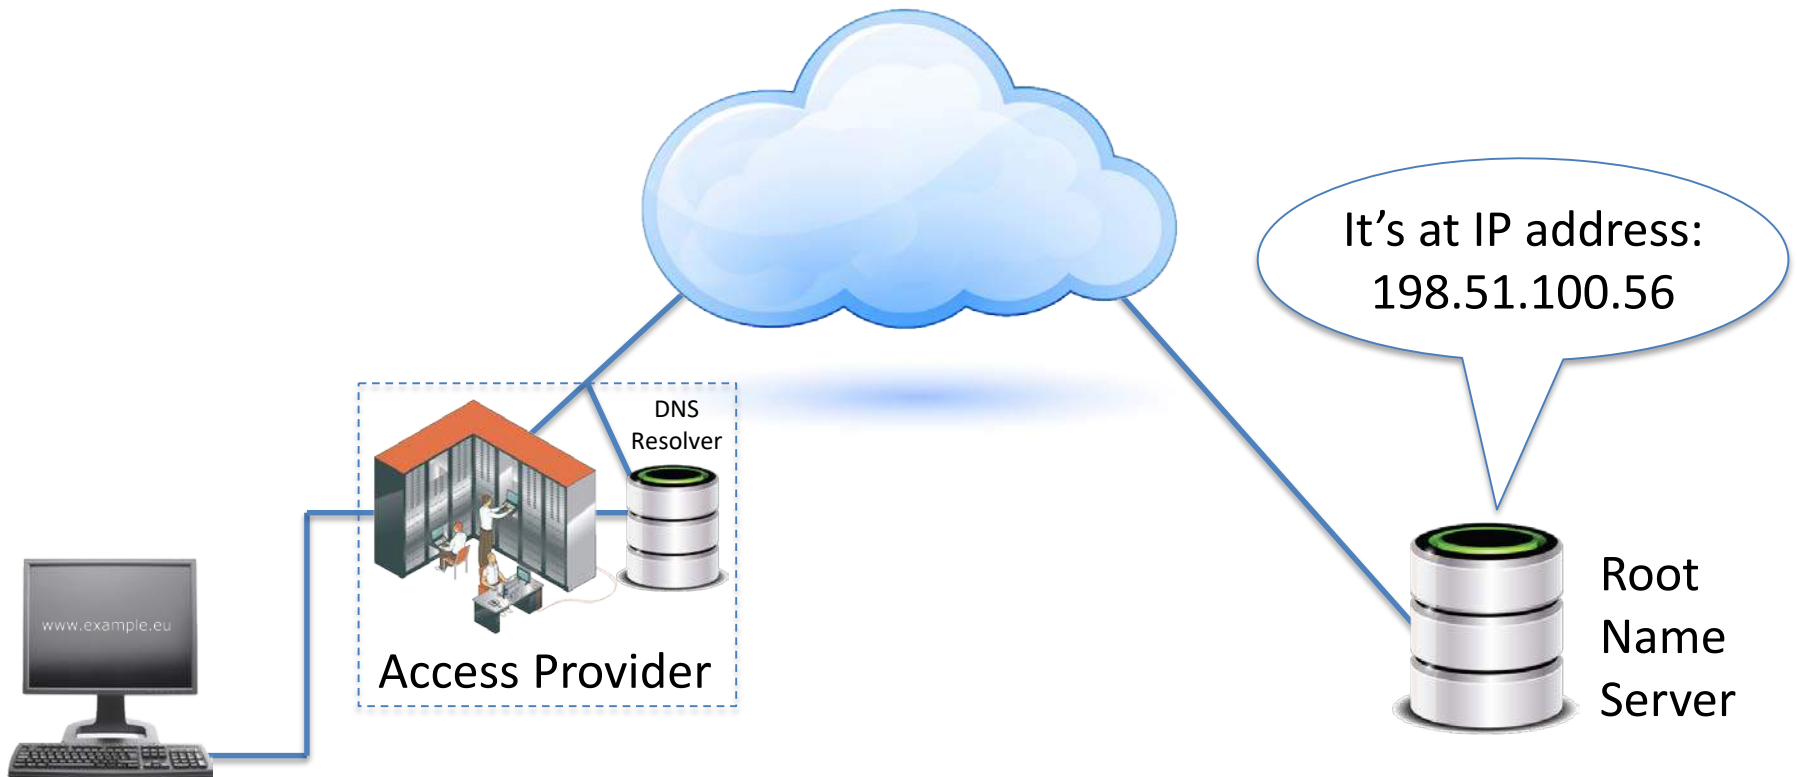 It’s at IP address:
198.51.100.56
DNS
Resolver
www.example.eu
Access Provider
Root
Name
Server